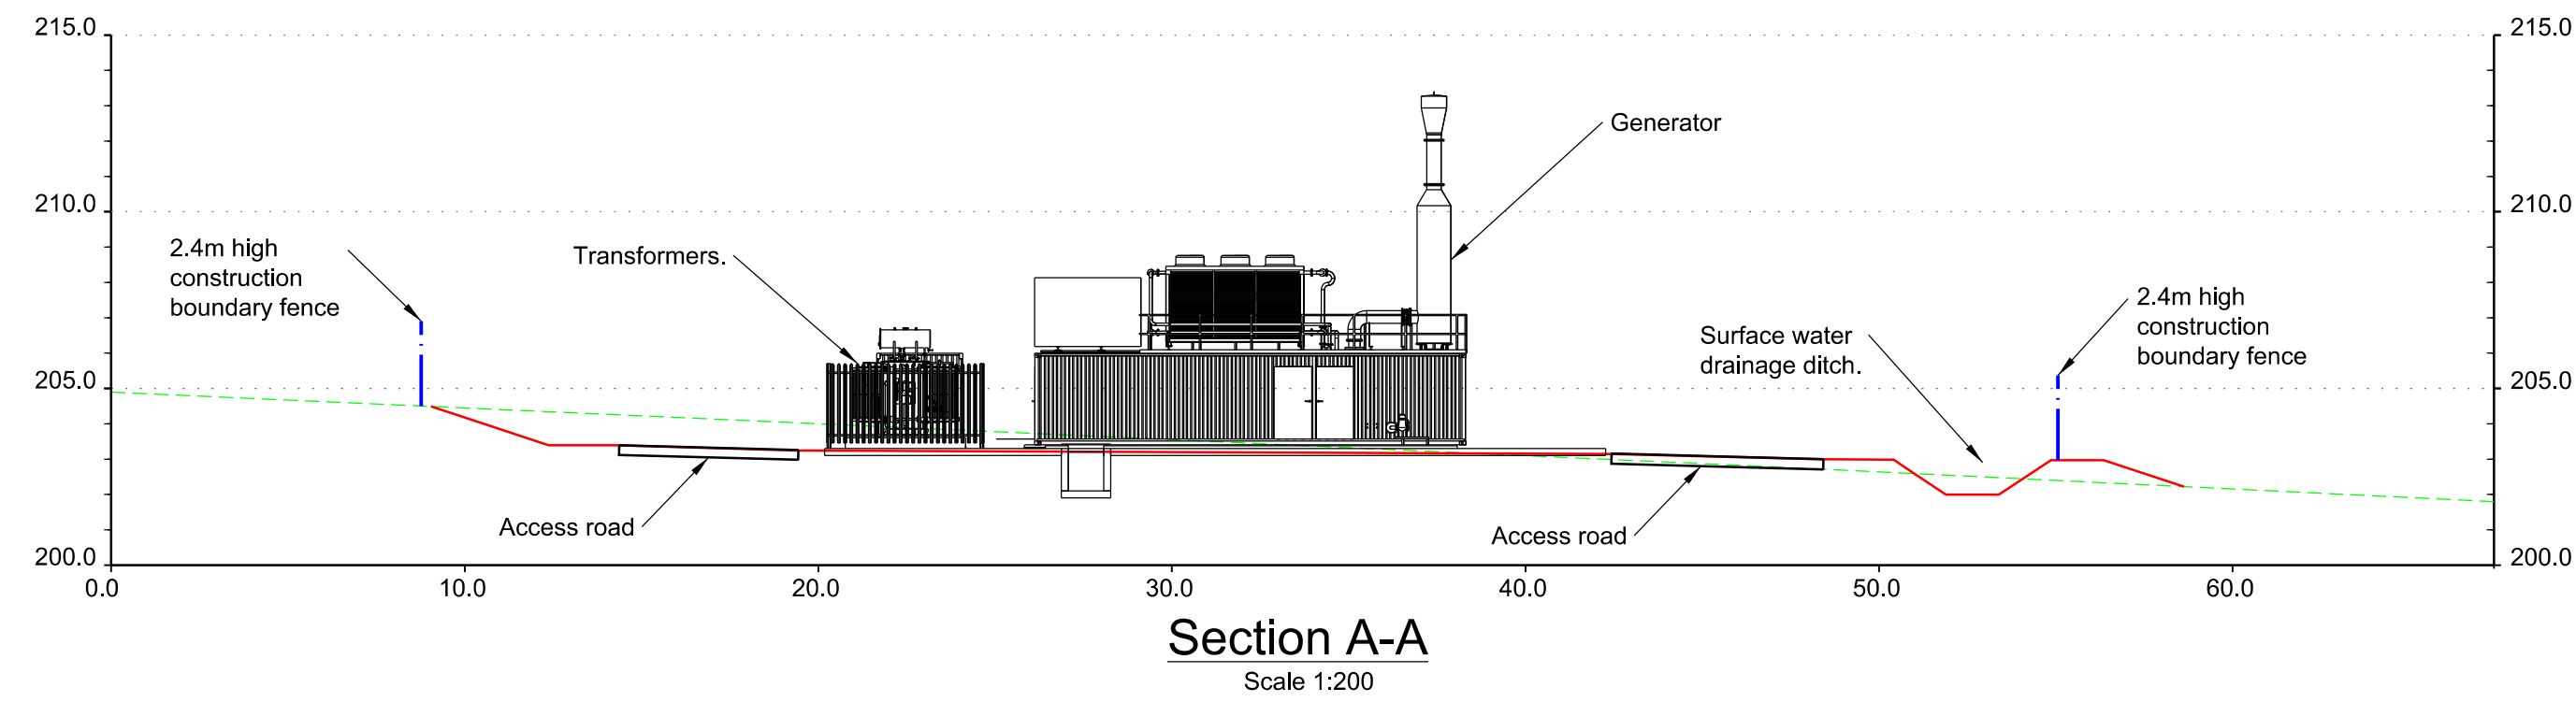 215.0
215.0
Generator
210.0
210.0
2.4m high
construction
boundary fence
Transformers.
2.4m high
construction
boundary fence
Surface water
drainage ditch.
205.0
205.0
Access road
Access road
200.0
200.0
0.0
10.0
20.0
30.0
40.0
50.0
60.0
Section A-A
Scale 1:200